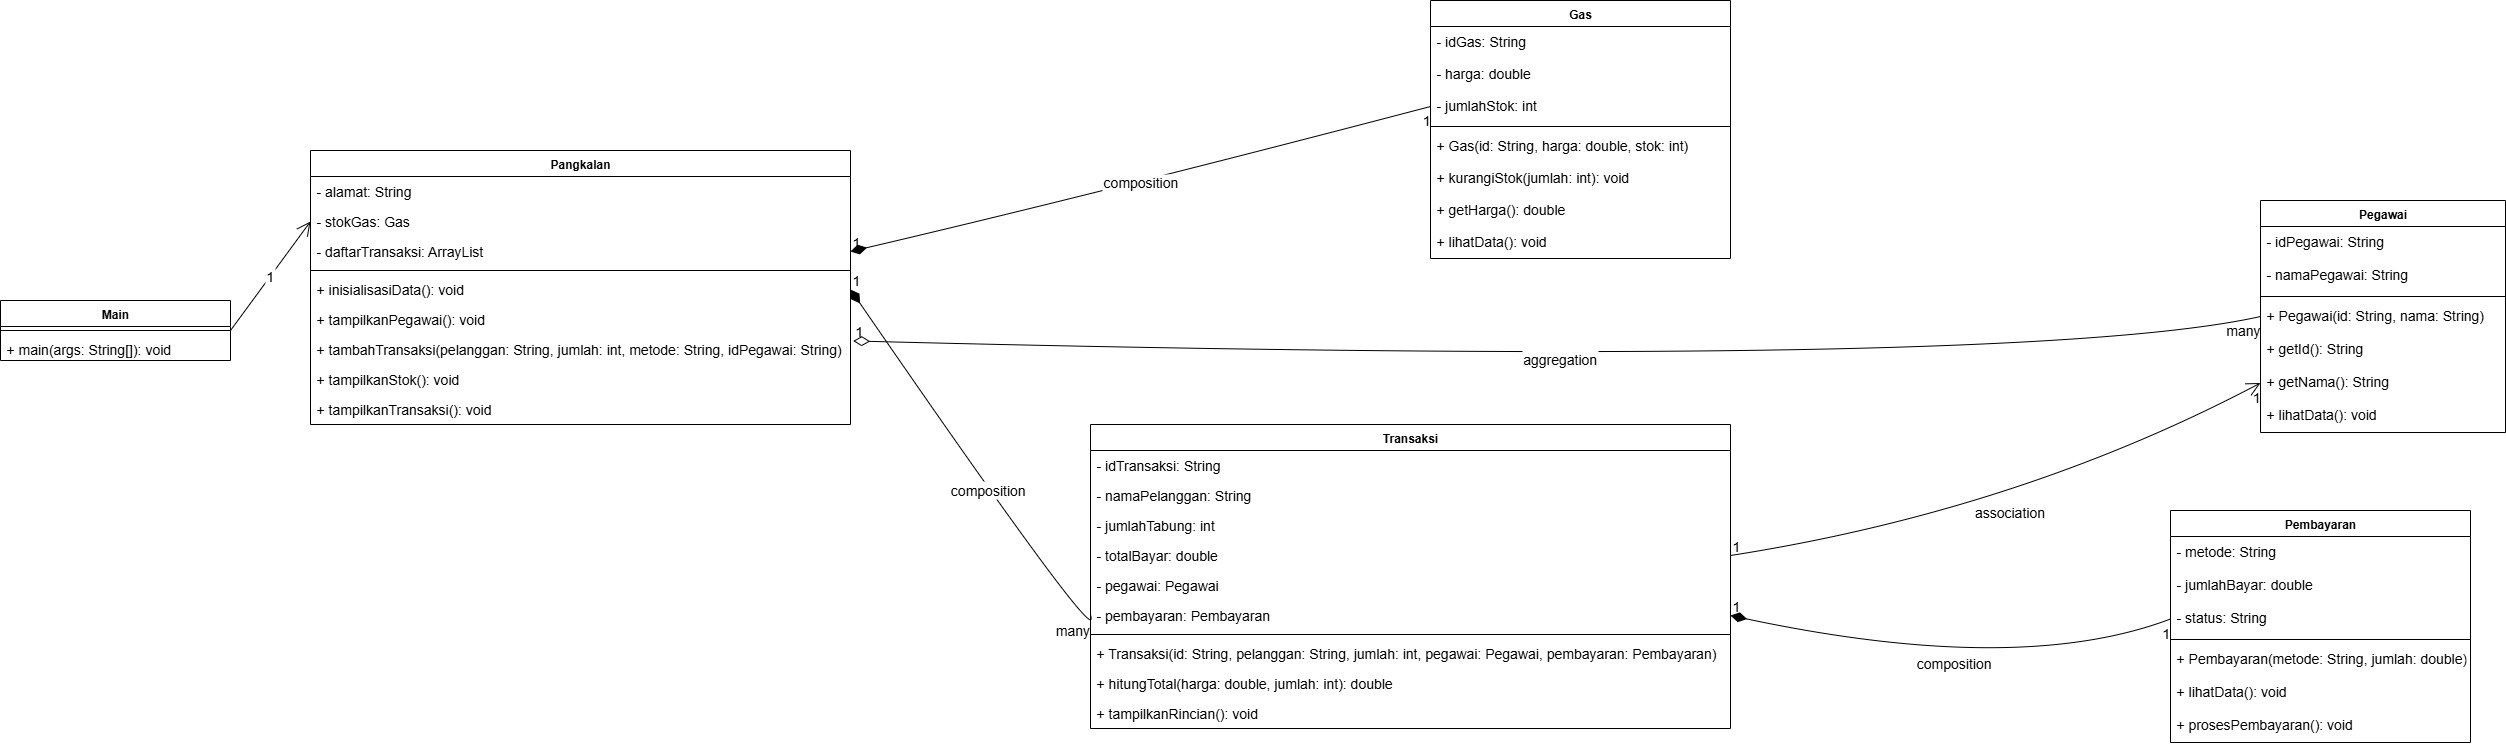 Main
+ main(args: String[]): void
1
Pangkalan
- alamat: String
- stokGas: Gas
- daftarTransaksi: ArrayList
+ inisialisasiData(): void
+ tampilkanPegawai(): void
+ tambahTransaksi(pelanggan: String, jumlah: int, metode: String, idPegawai: String)
+ tampilkanStok(): void
+ tampilkanTransaksi(): void
1
composition
1
Gas
- idGas: String
- harga: double
- jumlahStok: int
+ Gas(id: String, harga: double, stok: int)
+ kurangiStok(jumlah: int): void
+ getHarga(): double
+ lihatData(): void
1
composition
many
1
aggregation
many
Transaksi
- idTransaksi: String
- namaPelanggan: String
- jumlahTabung: int
- totalBayar: double
- pegawai: Pegawai
- pembayaran: Pembayaran
+ Transaksi(id: String, pelanggan: String, jumlah: int, pegawai: Pegawai, pembayaran: Pembayaran)
+ hitungTotal(harga: double, jumlah: int): double
+ tampilkanRincian(): void
1
association
1
1
composition
1
Pegawai
- idPegawai: String
- namaPegawai: String
+ Pegawai(id: String, nama: String)
+ getId(): String
+ getNama(): String
+ lihatData(): void
Pembayaran
- metode: String
- jumlahBayar: double
- status: String
+ Pembayaran(metode: String, jumlah: double)
+ lihatData(): void
+ prosesPembayaran(): void